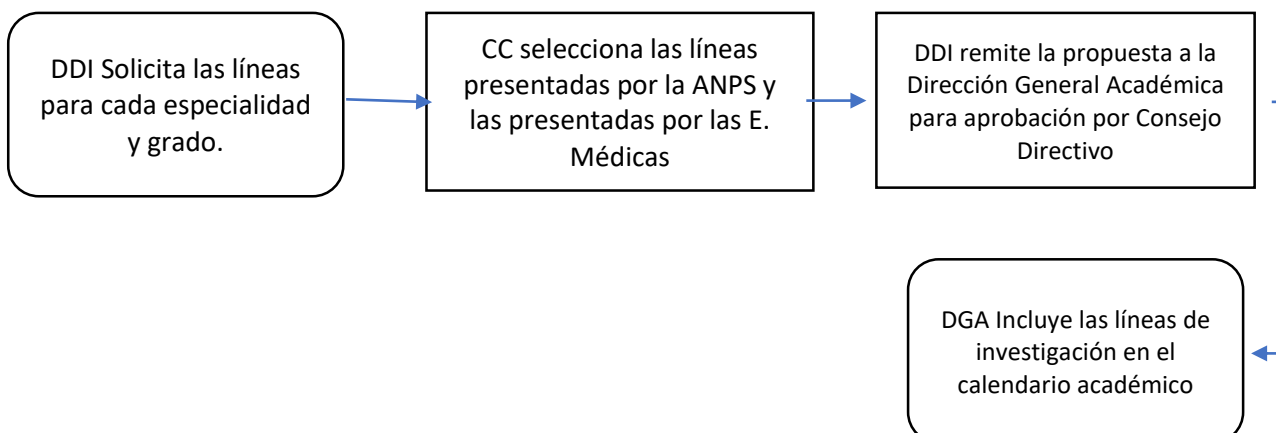 DDI Solicita las líneas
para cada especialidad
y grado.
CC selecciona las líneas
presentadas por la ANPS y
las presentadas por las E.
Médicas
DDI remite la propuesta a la
Dirección General Académica
para aprobación por Consejo
Directivo
DGA Incluye las líneas de
investigación en el
calendario académico